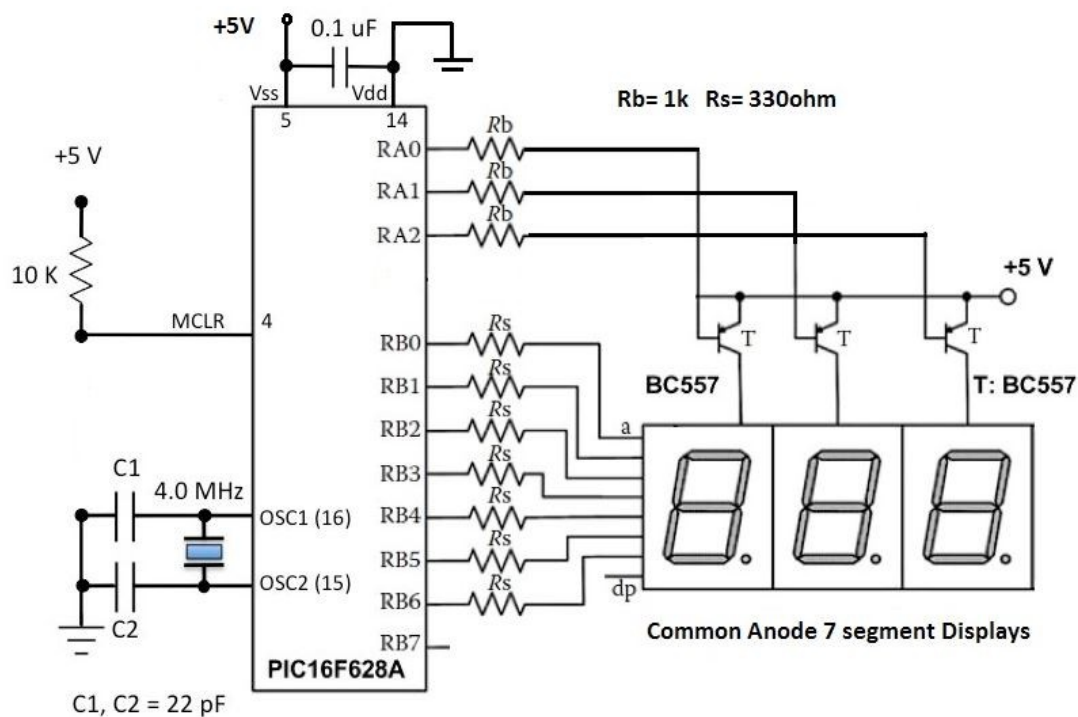 +5V
0.1 uF
Vss
Vdd
5
14
Rb= 1k Rs= 330ohm
+5 V
10 K
MCLR
4
RA0
Rb
RA1
Rb
RA2
Rb
+5 V
T
T
T
BC557
T: BC557
RB0
Rs
RB1
Rs
RB2
Rs
RB3
Rs
RB4
Rs
RB5
Rs
RB6
Rs
RB7
a
dp
C1
4.0 MHz
OSC1 (16)
OSC2 (15)
C2
Common Anode 7 segment Displays
PIC16F628A
C1, C2 = 22 pF